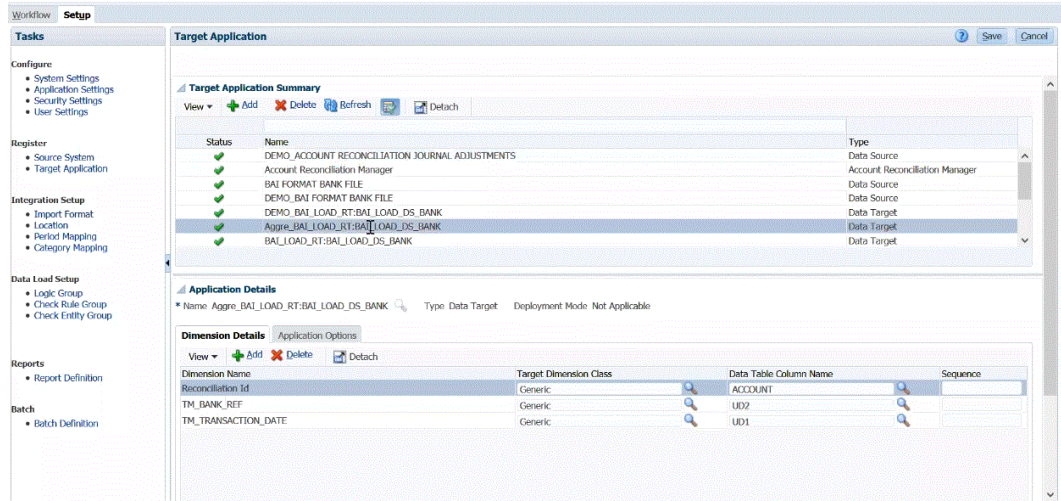 Workflow Setup
Tasks
Configure
System Settings
Application Settings
Security Settings
User Settings
Register
Source System
Target Application
Integration Setup
Import Format
Location
Period Mapping
Category Mapping
Data Load Setup
Logic Group
Check Rule Group
Check Entity Group
Reports
Report Definition
Batch
Batch Definition
Target Application ? Save Cancel
Target Application Summary
View Add Delete Refresh Detach
Status Name Type
DEMO_ACCOUNT RECONCILIATION JOURNAL ADJUSTMENTS Data Source
Account Reconciliation Manager Account Reconciliation Manager
BAI FORMAT BANK FILE Data Source
DEMO_BAI FORMAT BANK FILE Data Source
DEMO_BAI_LOAD_RT:BAI_LOAD_DS_BANK Data Target
Aggre_BAI_LOAD_RT:BAI_LOAD_DS_BANK Data Target
BAI_LOAD_RT:BAI_LOAD_DS_BANK Data Target
Application Details
* Name Aggre_BAI_LOAD_RT:BAI_LOAD_DS_BANK Type Data Target Deployment Mode Not Applicable
Dimension Details Application Options
View Add Delete Detach
Dimension Name Target Dimension Class Data Table Column Name Sequence
Reconciliation Id Generic ACCOUNT
TM_BANK_REF Generic UD2
TM_TRANSACTION_DATE Generic UD1